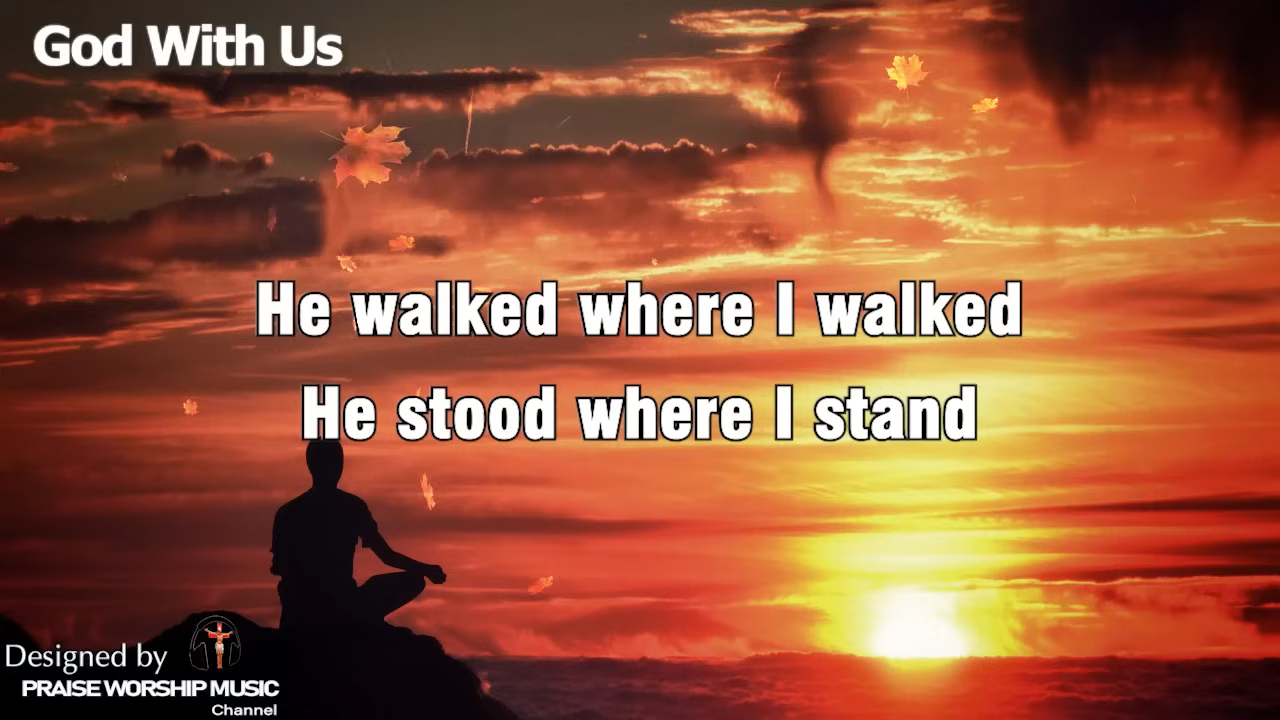 God With Us
He walked where I walked
He stood where I stand
Designed by
PRAISE WORSHIP MUSIC
Channel